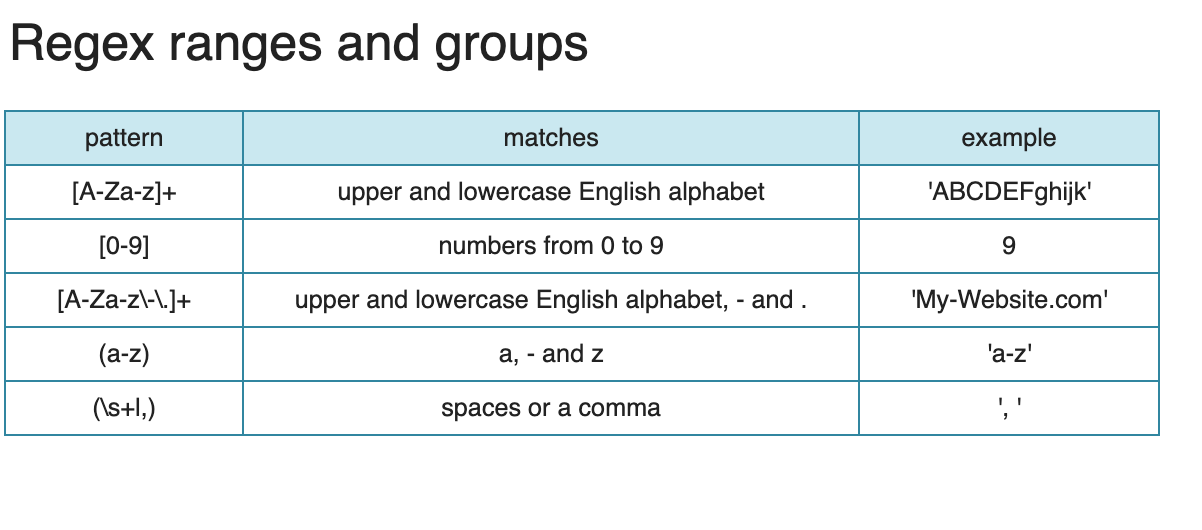 Regex ranges and groups
pattern matches example
[A-Za-z]+ upper and lowercase English alphabet 'ABCDEFghijk'
[0-9] numbers from 0 to 9 9
[A-Za-z\-\.]+ upper and lowercase English alphabet, - and . 'My-Website.com'
(a-z) a, - and z 'a-z'
(\s+l,) spaces or a comma ', '